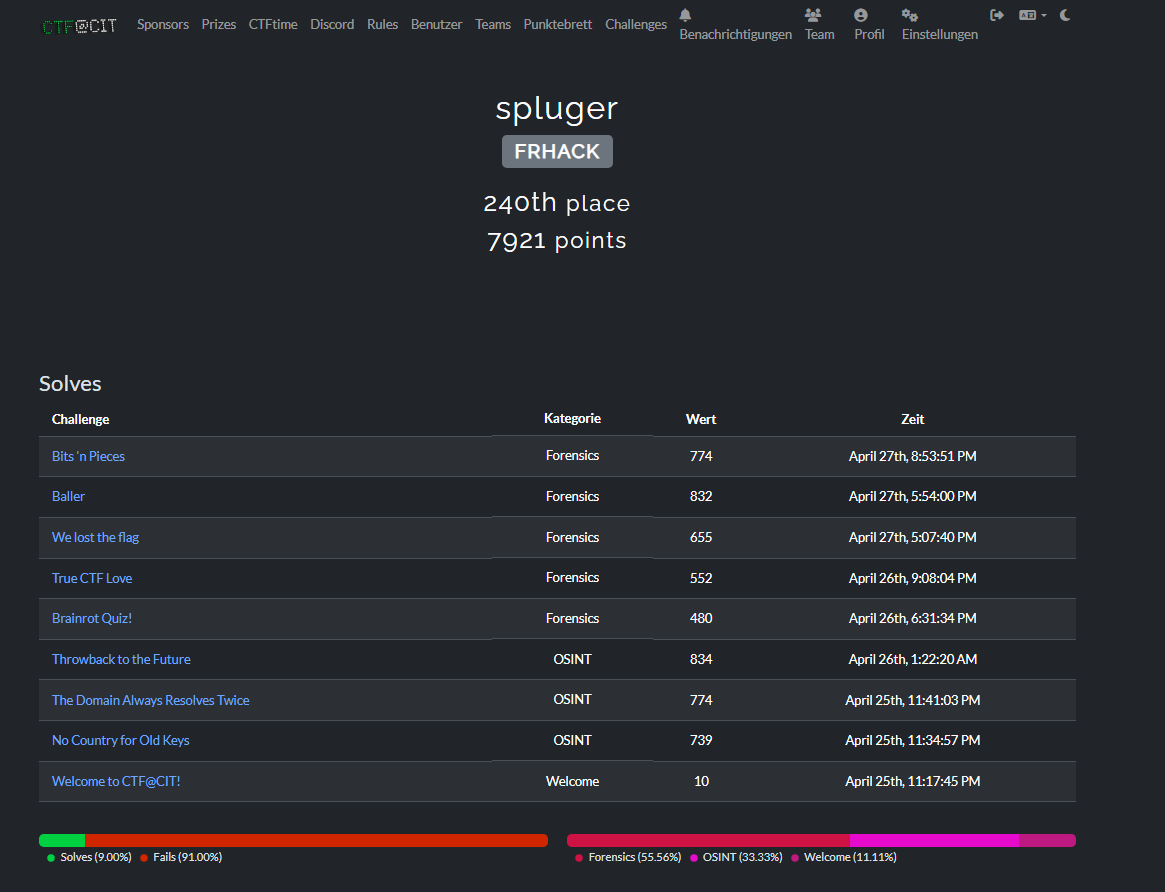 CTF@CIT Sponsors Prizes CTFtime Discord Rules Benutzer Teams Punktebrett Challenges Benachrichtigungen Team Profil Einstellungen
spluger
FRHACK
240th place
7921 points
Solves
Challenge Kategorie Wert Zeit
Bits 'n Pieces Forensics 774 April 27th, 8:53:51 PM
Baller Forensics 832 April 27th, 5:54:00 PM
We lost the flag Forensics 655 April 27th, 5:07:40 PM
True CTF Love Forensics 552 April 26th, 9:08:04 PM
Brainrot Quiz! Forensics 480 April 26th, 6:31:34 PM
Throwback to the Future OSINT 834 April 26th, 1:22:20 AM
The Domain Always Resolves Twice OSINT 774 April 25th, 11:41:03 PM
No Country for Old Keys OSINT 739 April 25th, 11:34:57 PM
Welcome to CTF@CIT! Welcome 10 April 25th, 11:17:45 PM
Solves (9.00%) Fails (91.00%) Forensics (55.56%) OSINT (33.33%) Welcome (11.11%)